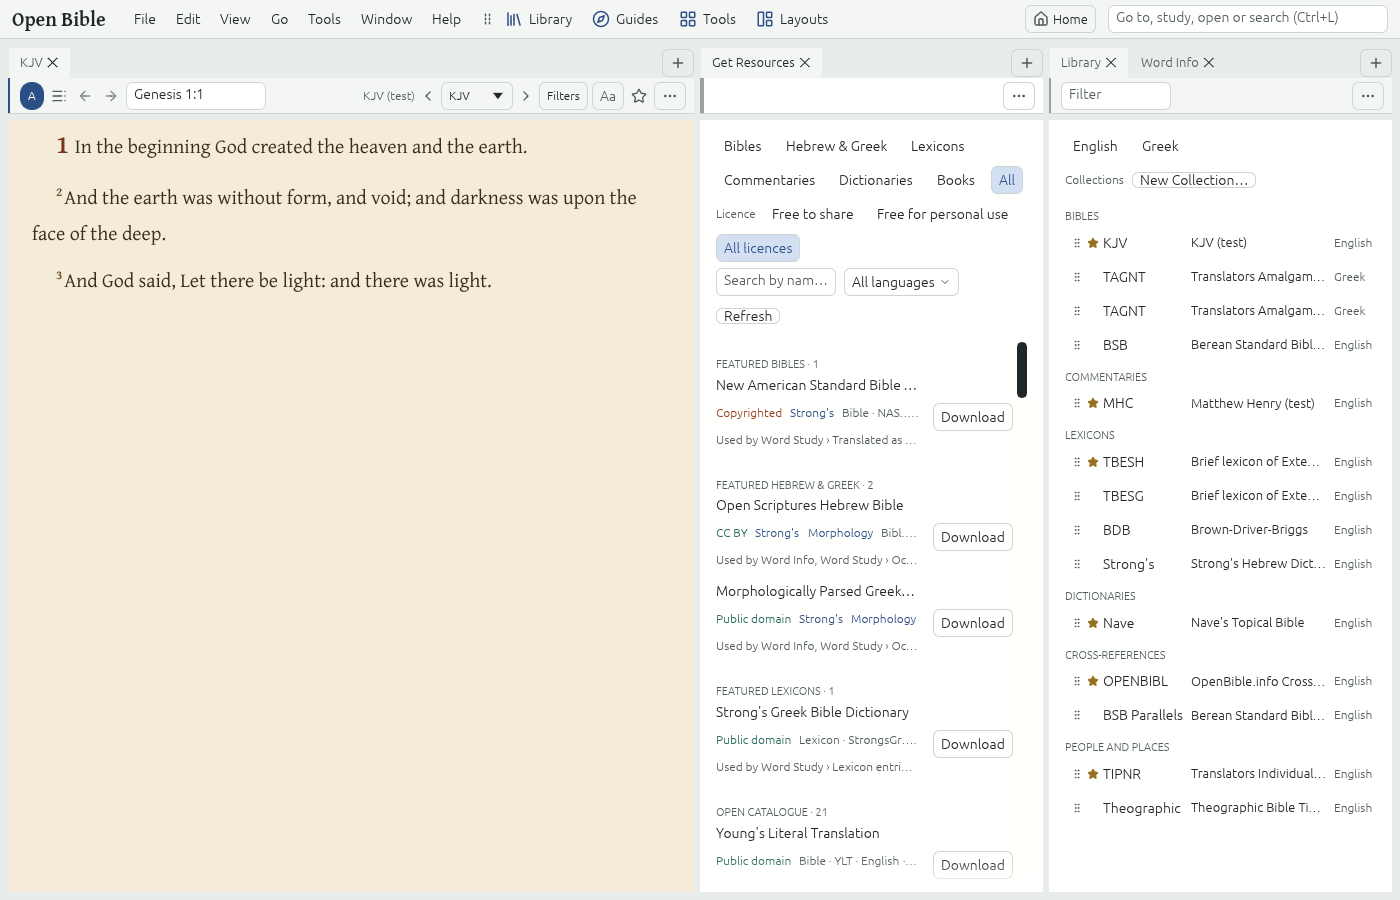 Open Bible File Edit View Go Tools Window Help Library Guides Tools Layouts Home Go to, study, open or search (Ctrl+L)
KJV
A Genesis 1:1 KJV (test) KJV Filters Aa
1 In the beginning God created the heaven and the earth.
2 And the earth was without form, and void; and darkness was upon the
face of the deep.
3 And God said, Let there be light: and there was light.
Get Resources
Bibles Hebrew & Greek Lexicons
Commentaries Dictionaries Books All
Licence Free to share Free for personal use
All licences
Search by nam… All languages
Refresh
FEATURED BIBLES · 1
New American Standard Bible …
Copyrighted Strong's Bible · NAS.… Download
Used by Word Study › Translated as …
FEATURED HEBREW & GREEK · 2
Open Scriptures Hebrew Bible
CC BY Strong's Morphology Bibl.… Download
Used by Word Info, Word Study › Oc…
Morphologically Parsed Greek…
Public domain Strong's Morphology Download
Used by Word Info, Word Study › Oc…
FEATURED LEXICONS · 1
Strong's Greek Bible Dictionary
Public domain Lexicon · StrongsGr.… Download
Used by Word Study › Lexicon entri…
OPEN CATALOGUE · 21
Young's Literal Translation
Public domain Bible · YLT · English ·… Download
Library Word Info
Filter
English Greek
Collections New Collection…
BIBLES
KJV KJV (test) English
TAGNT Translators Amalgam… Greek
TAGNT Translators Amalgam… Greek
BSB Berean Standard Bibl… English
COMMENTARIES
MHC Matthew Henry (test) English
LEXICONS
TBESH Brief lexicon of Exte… English
TBESG Brief lexicon of Exte… English
BDB Brown-Driver-Briggs English
Strong's Strong's Hebrew Dict… English
DICTIONARIES
Nave Nave's Topical Bible English
CROSS-REFERENCES
OPENBIBL OpenBible.info Cross… English
BSB Parallels Berean Standard Bibl… English
PEOPLE AND PLACES
TIPNR Translators Individual… English
Theographic Theographic Bible Ti… English